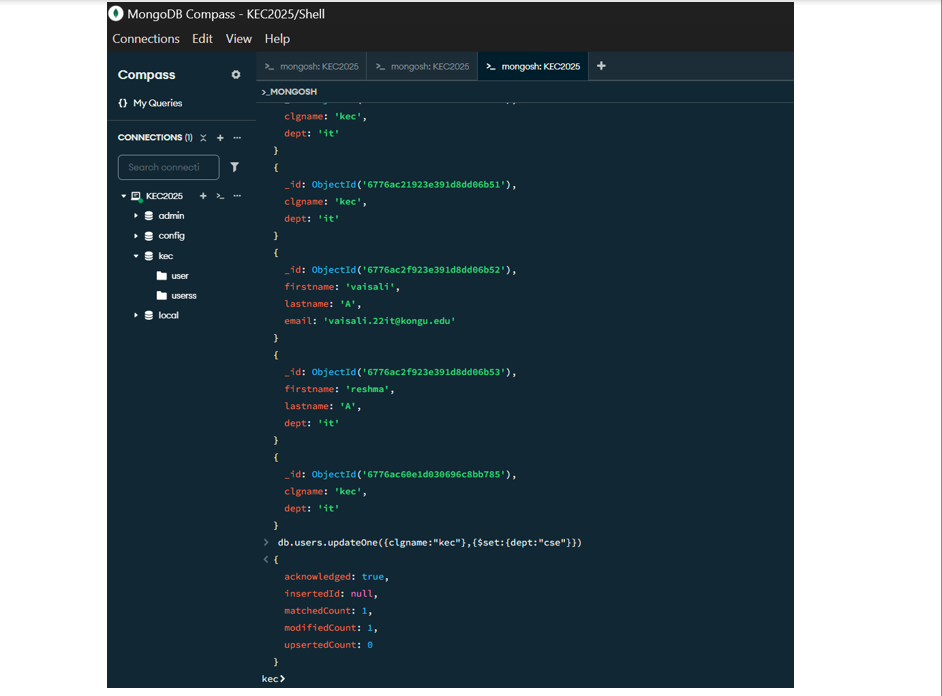 MongoDB Compass - KEC2025/Shell
Connections Edit View Help
Compass
{} My Queries
CONNECTIONS (1)
Search connecti
KEC2025
admin
config
kec
user
userss
local
>_ mongosh: KEC2025
>_ mongosh: KEC2025
>_ mongosh: KEC2025
>_MONGOSH
clgname: 'kec',
dept: 'it'
}
{
_id: ObjectId('6776ac21923e391d8dd06b51'),
clgname: 'kec',
dept: 'it'
}
{
_id: ObjectId('6776ac2f923e391d8dd06b52'),
firstname: 'vaisali',
lastname: 'A',
email: 'vaisali.22it@kongu.edu'
}
{
_id: ObjectId('6776ac2f923e391d8dd06b53'),
firstname: 'reshma',
lastname: 'A',
dept: 'it'
}
{
_id: ObjectId('6776ac60e1d030696c8bb785'),
clgname: 'kec',
dept: 'it'
}
> db.users.updateOne({clgname:"kec"},{$set:{dept:"cse"}})
< {
acknowledged: true,
insertedId: null,
matchedCount: 1,
modifiedCount: 1,
upsertedCount: 0
}
kec>